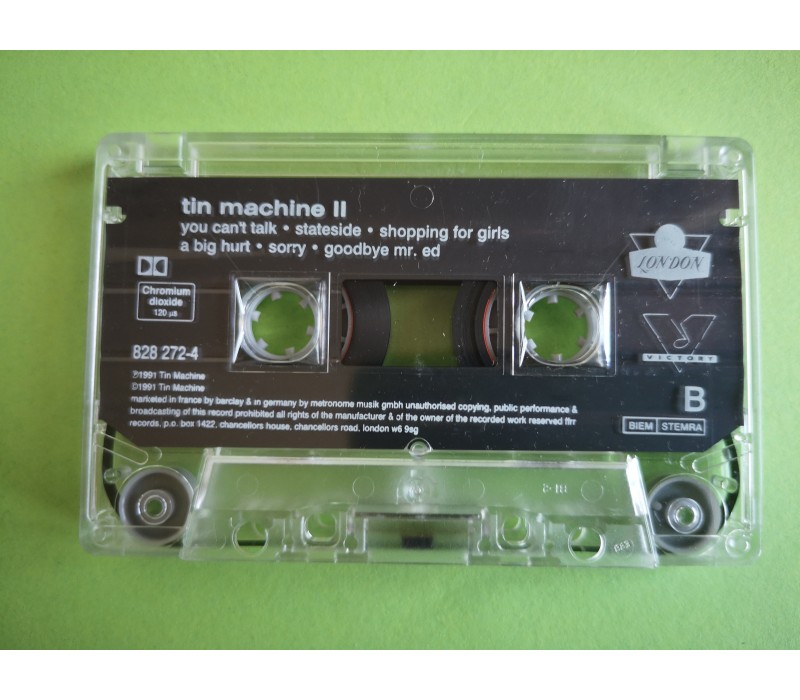 tin machine II
you can't talk • stateside • shopping for girls
a big hurt • sorry • goodbye mr. ed
LONDON
Chromium
dioxide
120 µs
VICTORY
828 272-4
℗1991 Tin Machine
©1991 Tin Machine
marketed in france by barclay & in germany by metronome musik gmbh unauthorised copying, public performance &
broadcasting of this record prohibited all rights of the manufacturer & of the owner of the recorded work reserved ffrr
records, p.o. box 1422, chancellors house, chancellors road, london w6 9sg
B
BIEM STEMRA